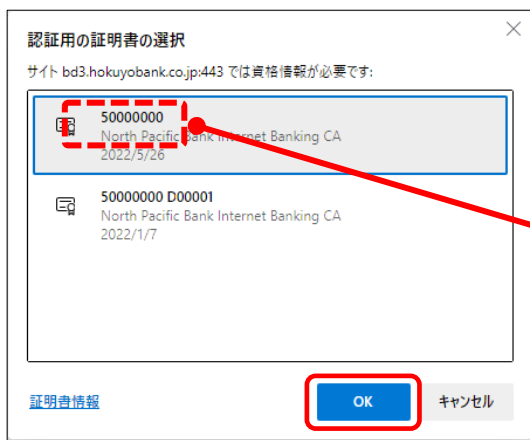 認証用の証明書の選択
サイト bd3.hokuyobank.co.jp:443 では資格情報が必要です:
50000000
North Pacific Bank Internet Banking CA
2022/5/26
50000000 D00001
North Pacific Bank Internet Banking CA
2022/1/7
証明書情報
OK
キャンセル